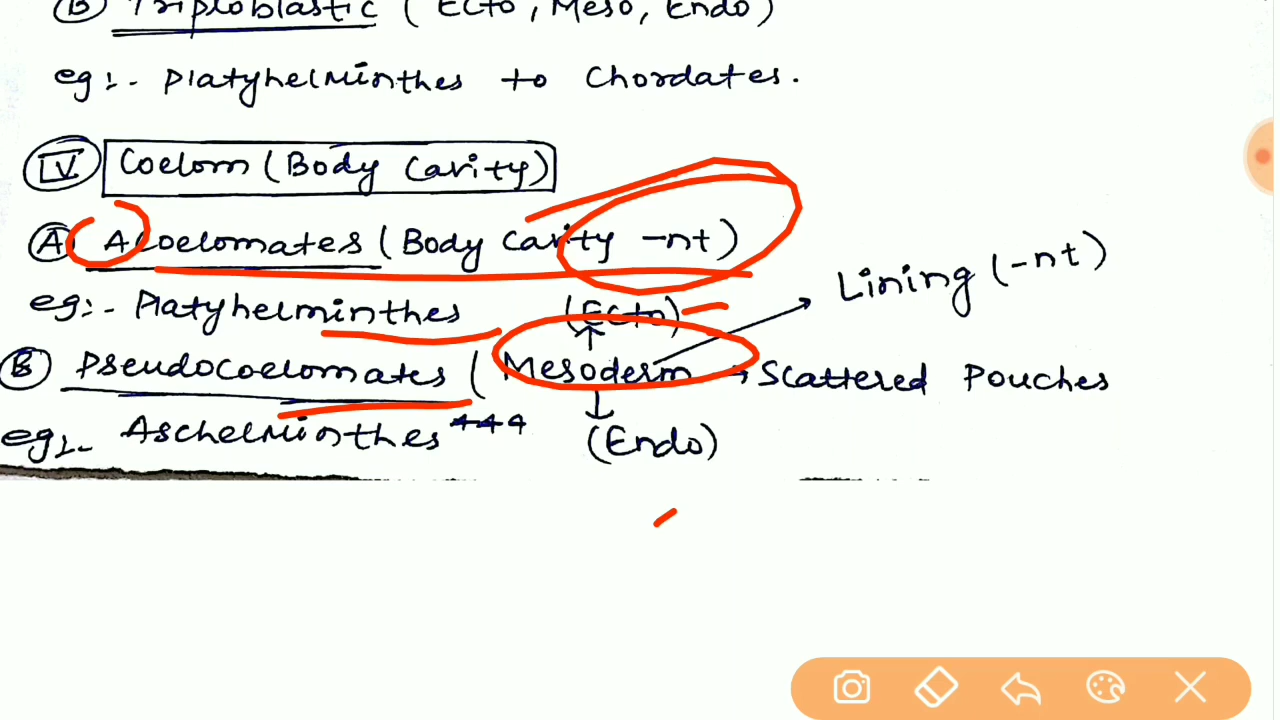 (B) Triploblastic ( Ecto, Meso, Endo)
eg:- Platyhelminthes to Chordates.
IV Coelom (Body Cavity)
(A) Acoelomates (Body Cavity -nt)
eg:- Platyhelminthes
(Ecto)
Lining (-nt)
(B) Pseudocoelomates ( Mesoderm → Scattered Pouches
eg:- Aschelminthes
(Endo)